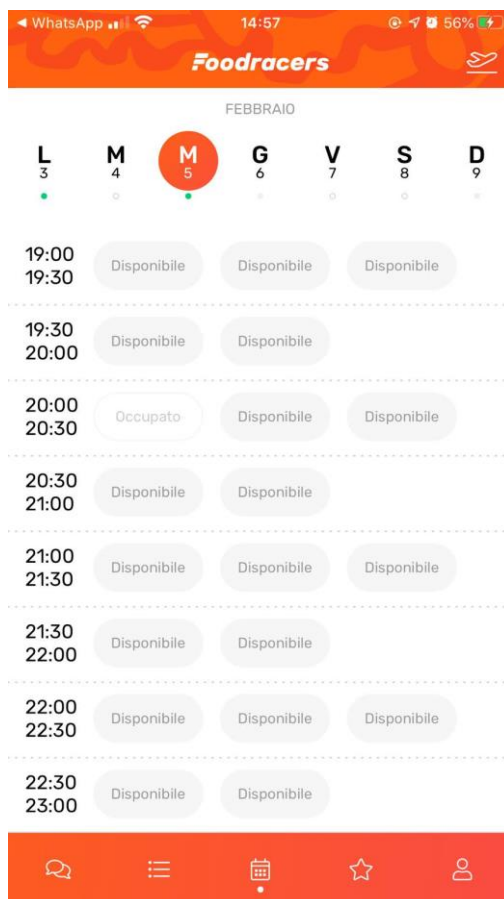 WhatsApp 14:57 56%
Foodracers
FEBBRAIO
L M M G V S D
3 4 5 6 7 8 9
19:00
19:30
Disponibile Disponibile Disponibile
19:30
20:00
Disponibile Disponibile
20:00
20:30
Occupato Disponibile Disponibile
20:30
21:00
Disponibile Disponibile
21:00
21:30
Disponibile Disponibile Disponibile
21:30
22:00
Disponibile Disponibile
22:00
22:30
Disponibile Disponibile Disponibile
22:30
23:00
Disponibile Disponibile